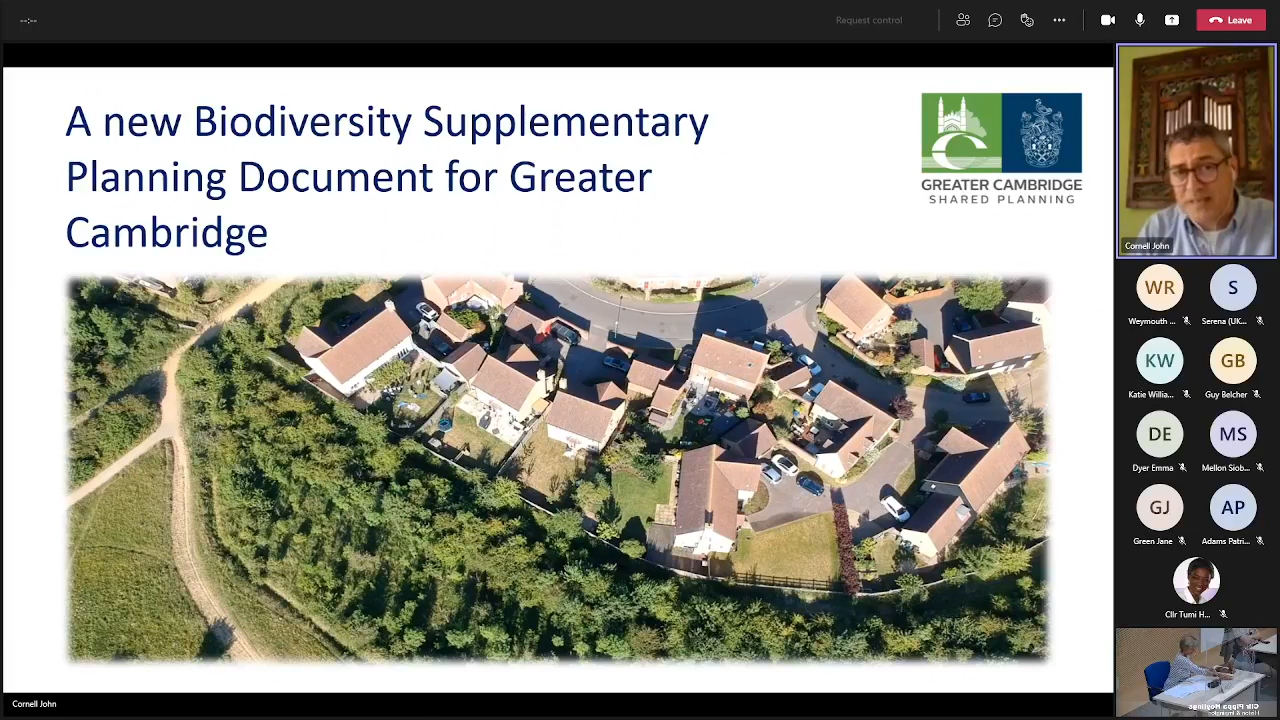 --:--
Request control
Leave
A new Biodiversity Supplementary
Planning Document for Greater
Cambridge
GREATER CAMBRIDGE
SHARED PLANNING
Cornell John
WR
S
Weymouth ...
Serena (UK...
KW
GB
Katie Willia...
Guy Belcher
DE
MS
Dyer Emma
Mellon Siob...
GJ
AP
Green Jane
Adams Patri...
Cllr Tumi H...
Cornell John